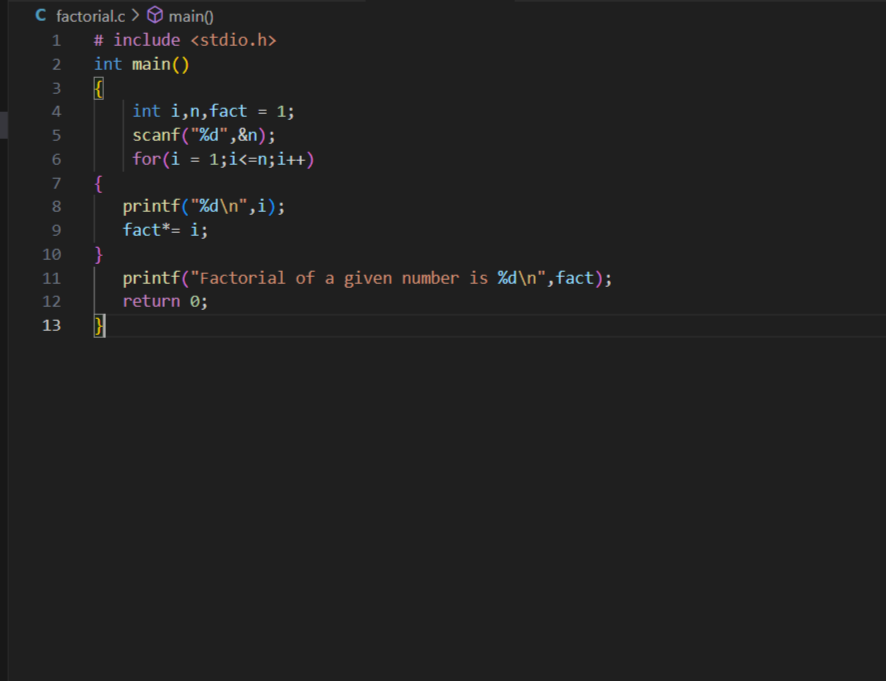 C factorial.c > main()
1 # include <stdio.h>
2 int main()
3 {
4 int i,n,fact = 1;
5 scanf("%d",&n);
6 for(i = 1;i<=n;i++)
7 {
8 printf("%d\n",i);
9 fact*= i;
10 }
11 printf("Factorial of a given number is %d\n",fact);
12 return 0;
13 }